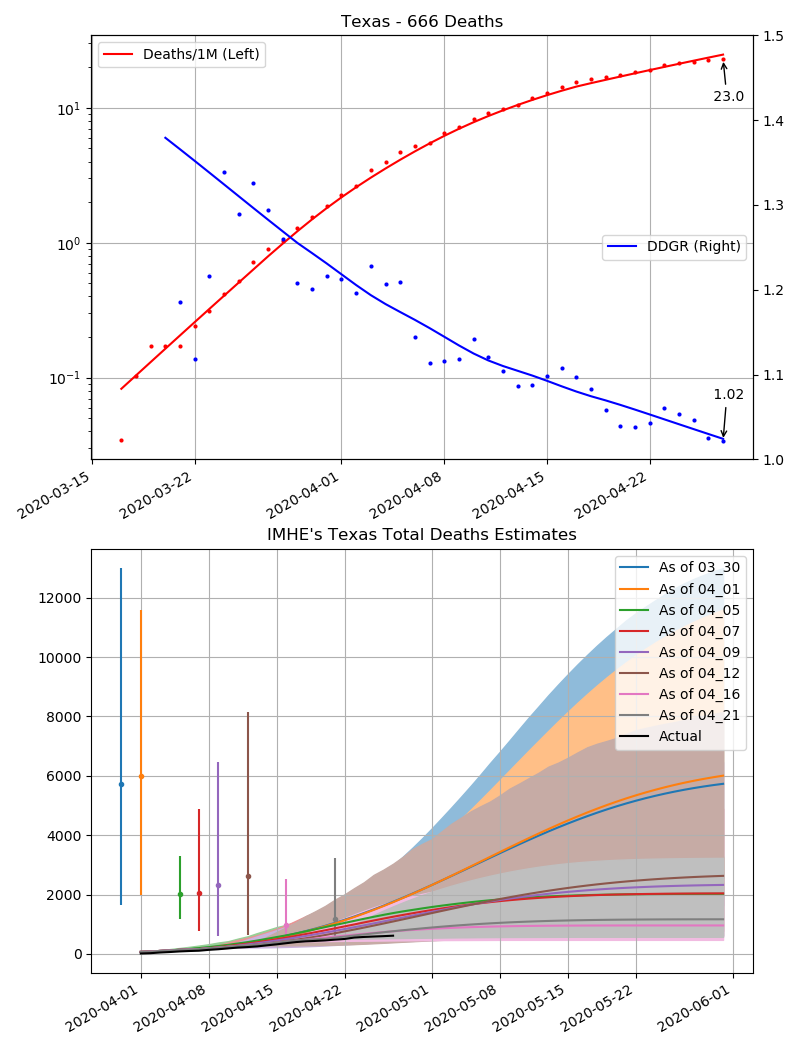 Texas - 666 Deaths
Deaths/1M (Left)
DDGR (Right)
23.0
1.02
10¹
10⁰
10⁻¹
1.5
1.4
1.3
1.2
1.1
1.0
2020-03-15
2020-03-22
2020-04-01
2020-04-08
2020-04-15
2020-04-22
IMHE's Texas Total Deaths Estimates
As of 03_30
As of 04_01
As of 04_05
As of 04_07
As of 04_09
As of 04_12
As of 04_16
As of 04_21
Actual
12000
10000
8000
6000
4000
2000
0
2020-04-01
2020-04-08
2020-04-15
2020-04-22
2020-05-01
2020-05-08
2020-05-15
2020-05-22
2020-06-01